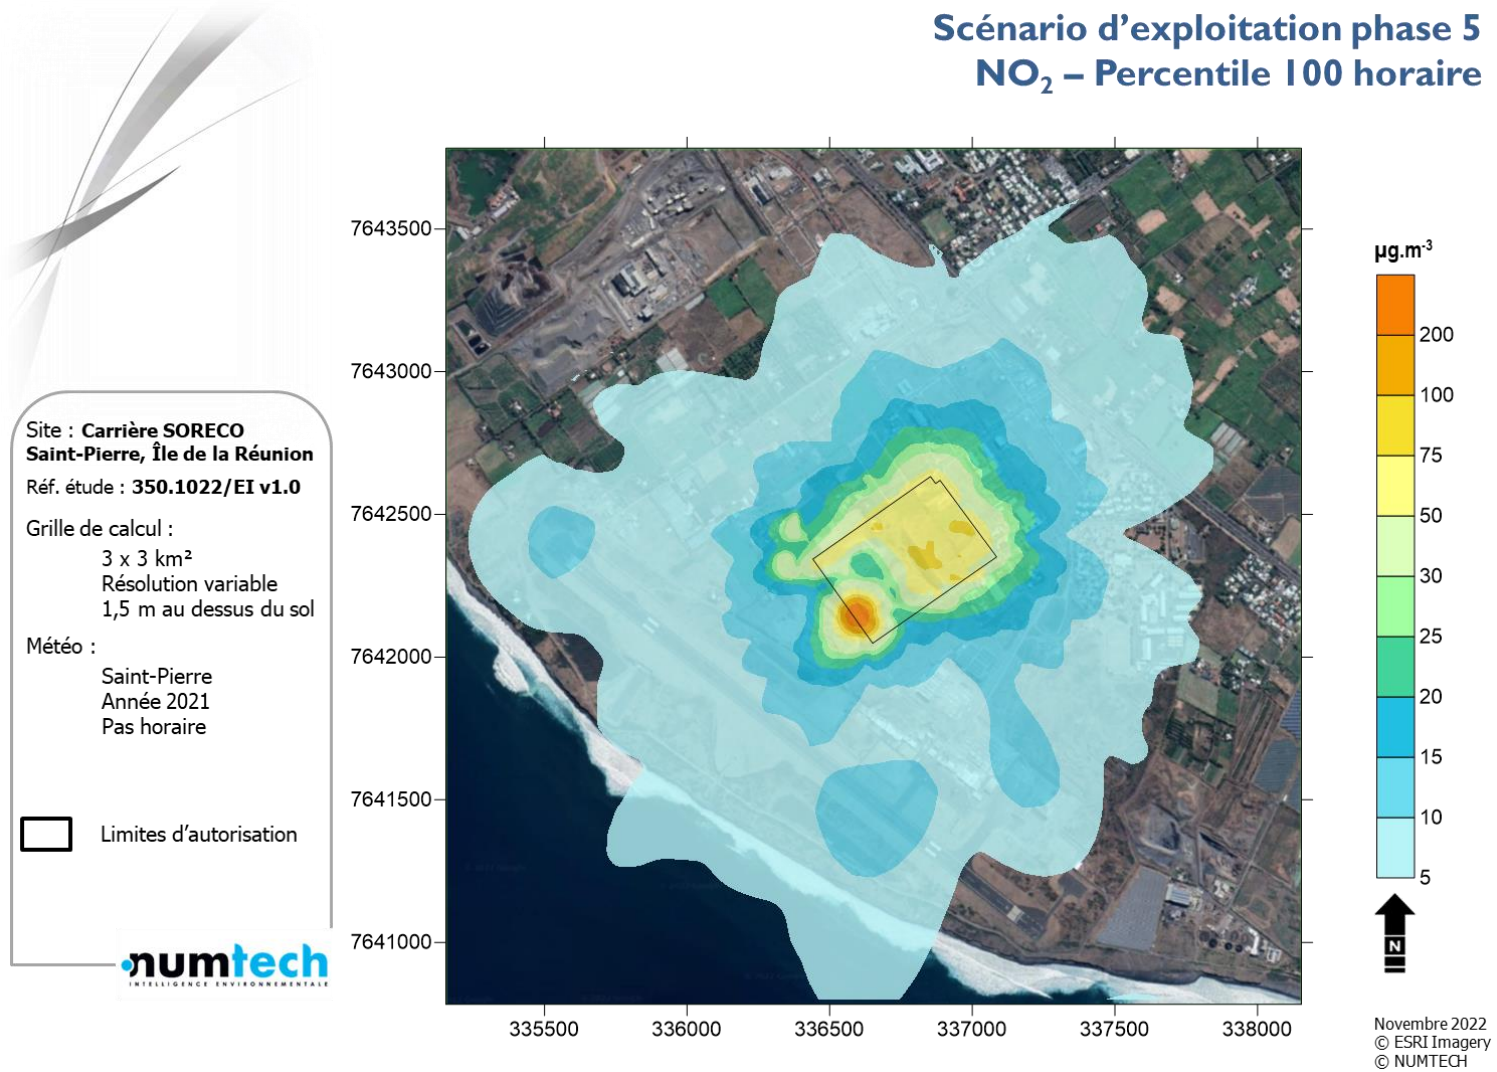 Scénario d'exploitation phase 5
NO₂ – Percentile 100 horaire
Site : Carrière SORECO
Saint-Pierre, Île de la Réunion
Réf. étude : 350.1022/EI v1.0
Grille de calcul :
3 x 3 km²
Résolution variable
1,5 m au dessus du sol
Météo :
Saint-Pierre
Année 2021
Pas horaire
Limites d'autorisation
numtech
INTELLIGENCE ENVIRONNEMENTALE
7643500
7643000
7642500
7642000
7641500
7641000
335500 336000 336500 337000 337500 338000
µg.m⁻³
200
100
75
50
30
25
20
15
10
5
N
Novembre 2022
© ESRI Imagery
© NUMTECH